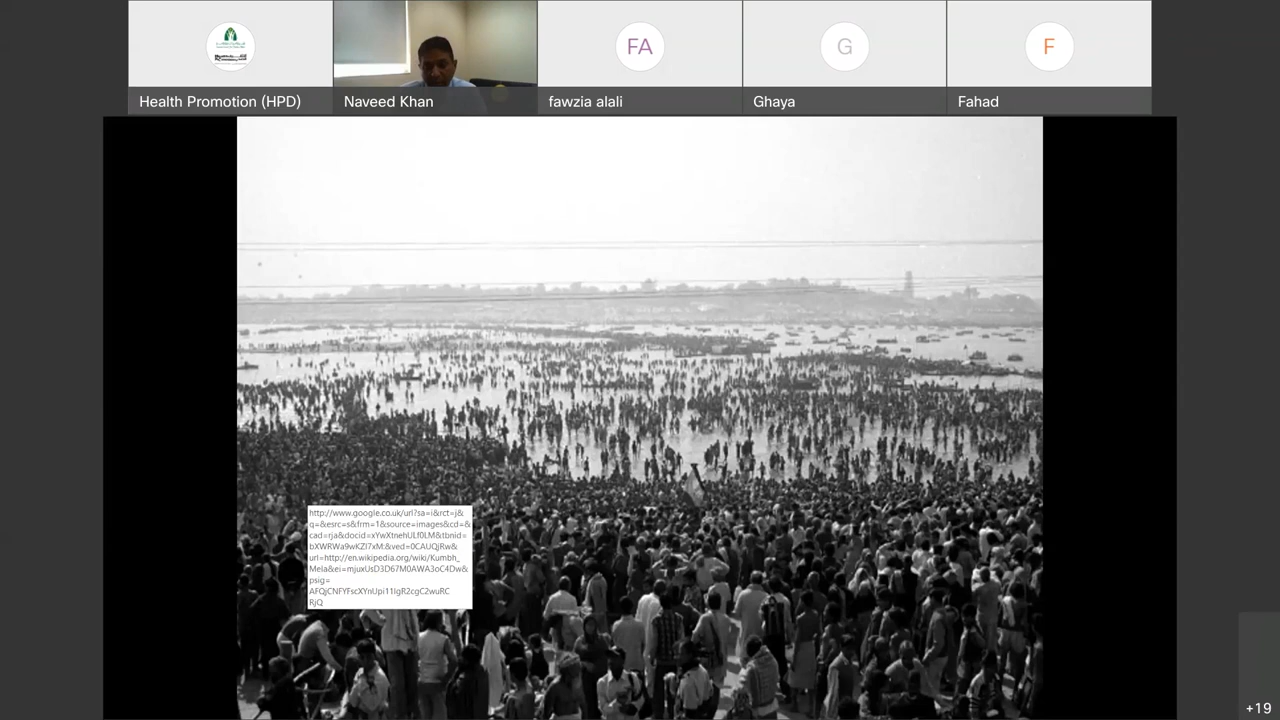 Health Promotion (HPD)
Naveed Khan
FA
fawzia alali
G
Ghaya
F
Fahad
http://www.google.co.uk/url?sa=i&rct=j&
q=&esrc=s&frm=1&source=images&cd=&
cad=rja&docid=xYwXtnehULf0LM&tbnid=
bXWRWa9wKZl7xM:&ved=0CAUQjRw&
url=http://en.wikipedia.org/wiki/Kumbh_
Mela&ei=mjuxUsD3D67M0AWA3oC4Dw&
psig=
AFQjCNFYFscXYnUpi11IgR2cgC2wuRC
RjQ
+19